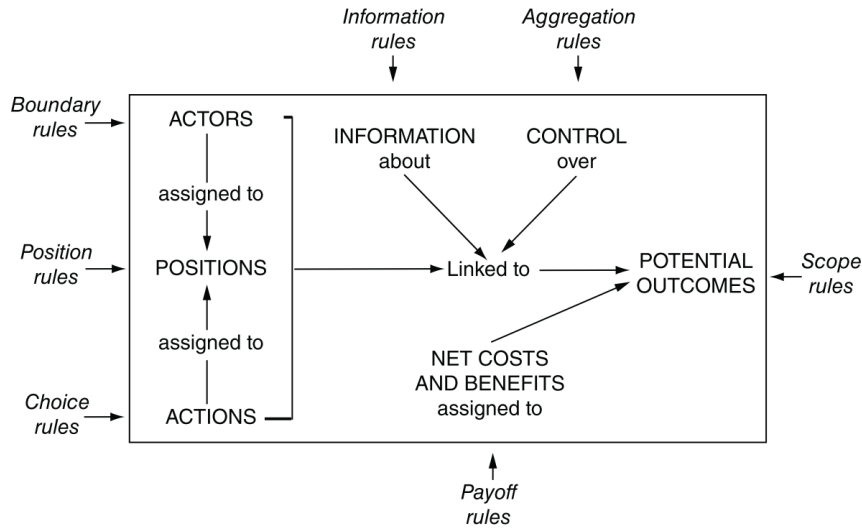 Information
rules
Aggregation
rules
Boundary
rules
ACTORS
INFORMATION
about
CONTROL
over
assigned to
Position
rules
POSITIONS
Linked to
POTENTIAL
OUTCOMES
Scope
rules
assigned to
NET COSTS
AND BENEFITS
assigned to
Choice
rules
ACTIONS
Payoff
rules